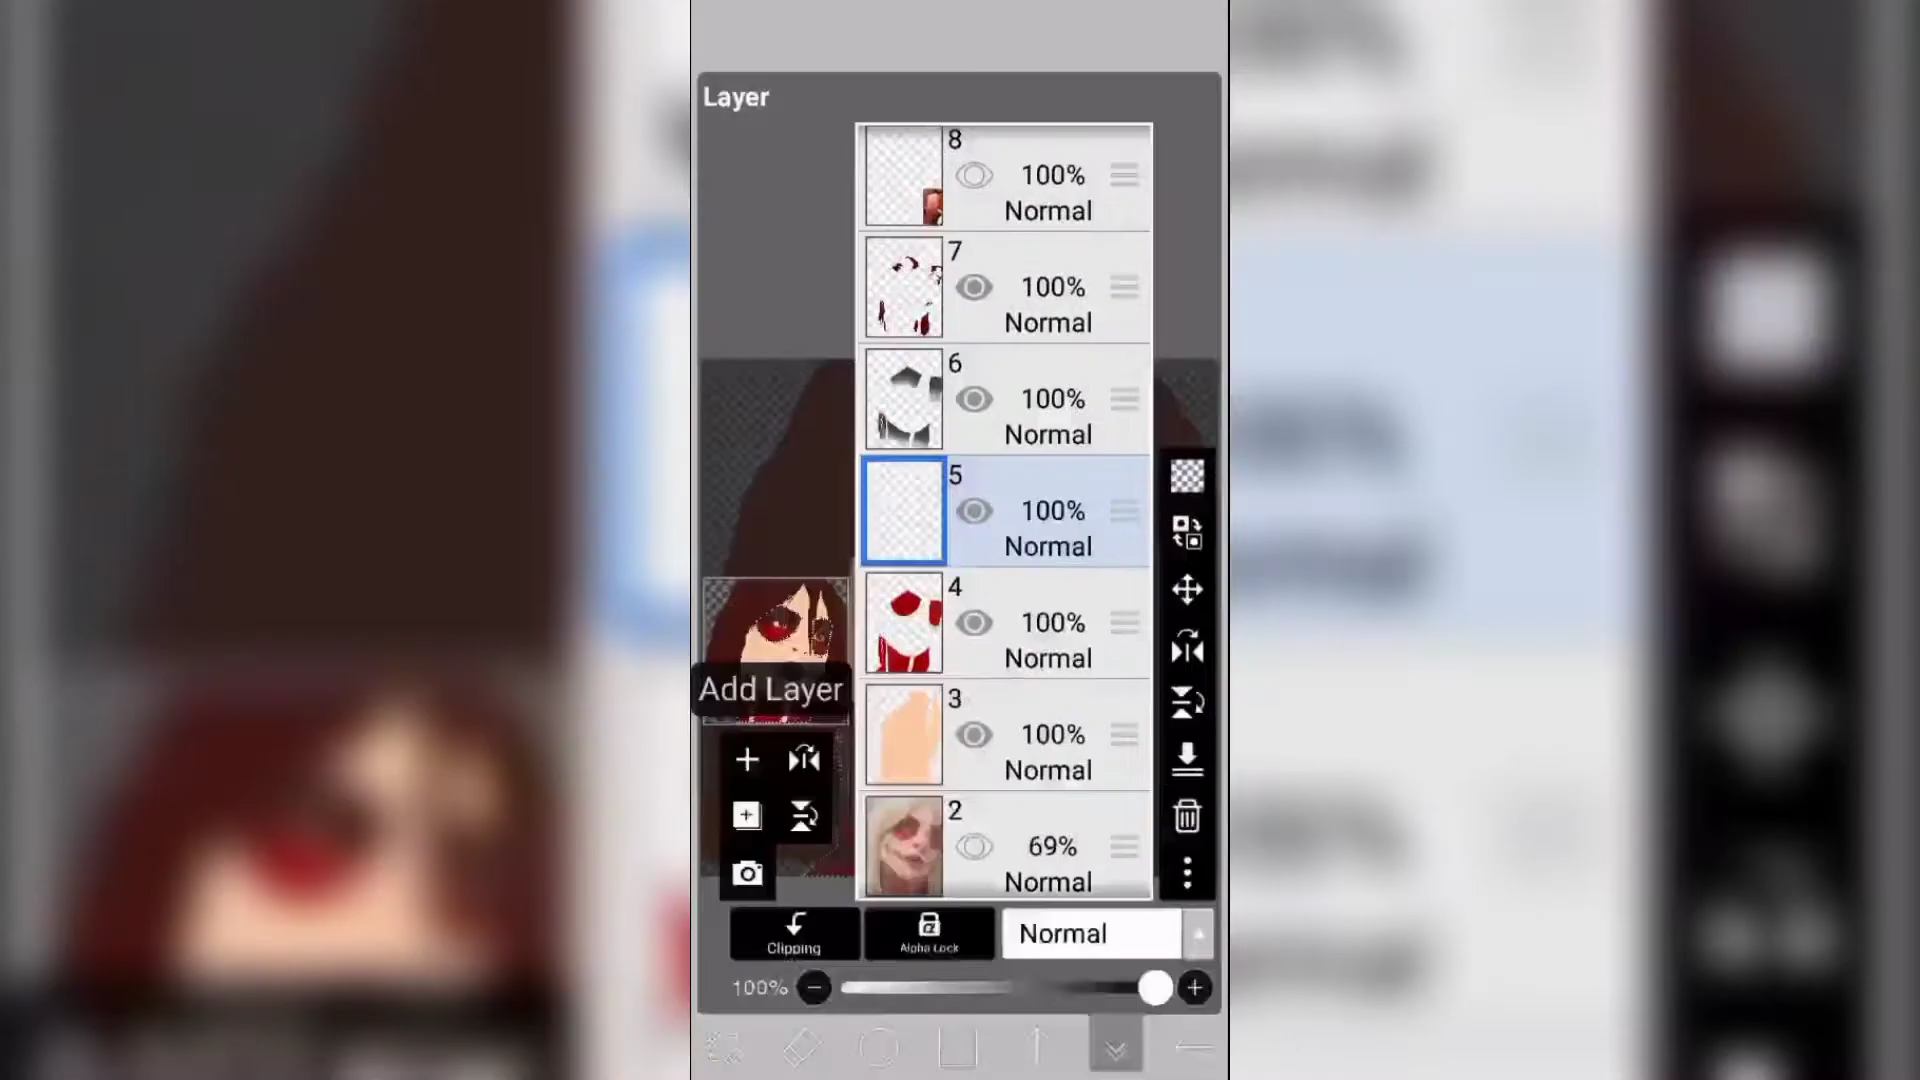 Layer
8
100%
Normal
7
100%
Normal
6
100%
Normal
5
100%
Normal
4
100%
Normal
3
100%
Normal
2
69%
Normal
Add Layer
Clipping
Alpha Lock
Normal
100%